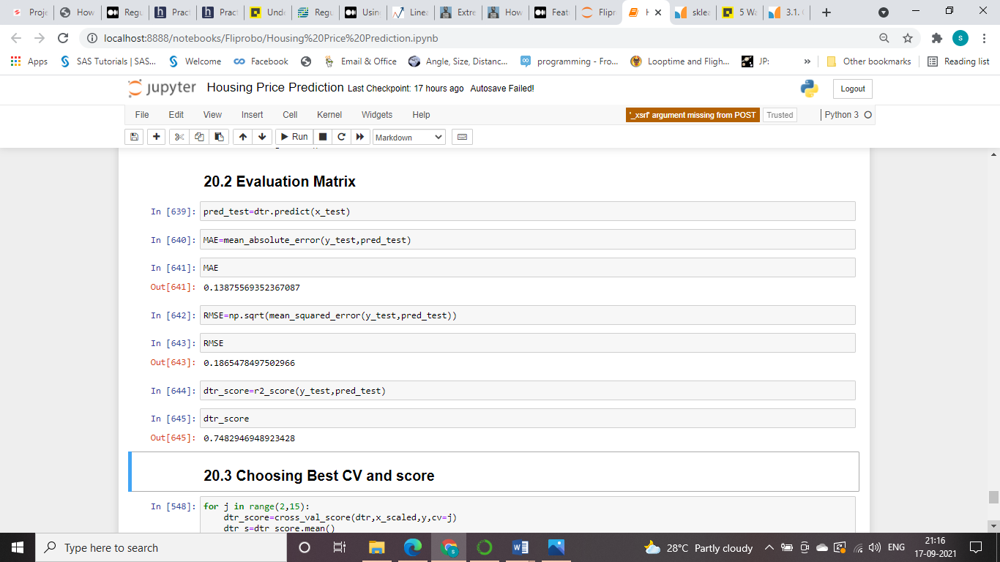 Proje
How
Regu
Pract
Pract
Unde
Regu
Using
Linea
Extre
How
Feat
Flipr
H
skle
5 Wa
3.1. 
localhost:8888/notebooks/Fliprobo/Housing%20Price%20Prediction.ipynb
S
Apps
SAS Tutorials | SAS...
Welcome
Facebook
Email & Office
Angle, Size, Distanc...
programming - Fro...
Looptime and Fligh...
JP:
»
Other bookmarks
Reading list
jupyter Housing Price Prediction Last Checkpoint: 17 hours ago Autosave Failed!
Logout
File Edit View Insert Cell Kernel Widgets Help
'_xsrf' argument missing from POST
Trusted
Python 3
Run
Markdown
20.2 Evaluation Matrix
In [639]: pred_test=dtr.predict(x_test)
In [640]: MAE=mean_absolute_error(y_test,pred_test)
In [641]: MAE
Out[641]: 0.13875569352367087
In [642]: RMSE=np.sqrt(mean_squared_error(y_test,pred_test))
In [643]: RMSE
Out[643]: 0.1865478497502966
In [644]: dtr_score=r2_score(y_test,pred_test)
In [645]: dtr_score
Out[645]: 0.7482946948923428
20.3 Choosing Best CV and score
In [548]: for j in range(2,15):
dtr_score=cross_val_score(dtr,x_scaled,y,cv=j)
dtr_s=dtr_score.mean()
Type here to search
28°C Partly cloudy
ENG
21:16
17-09-2021